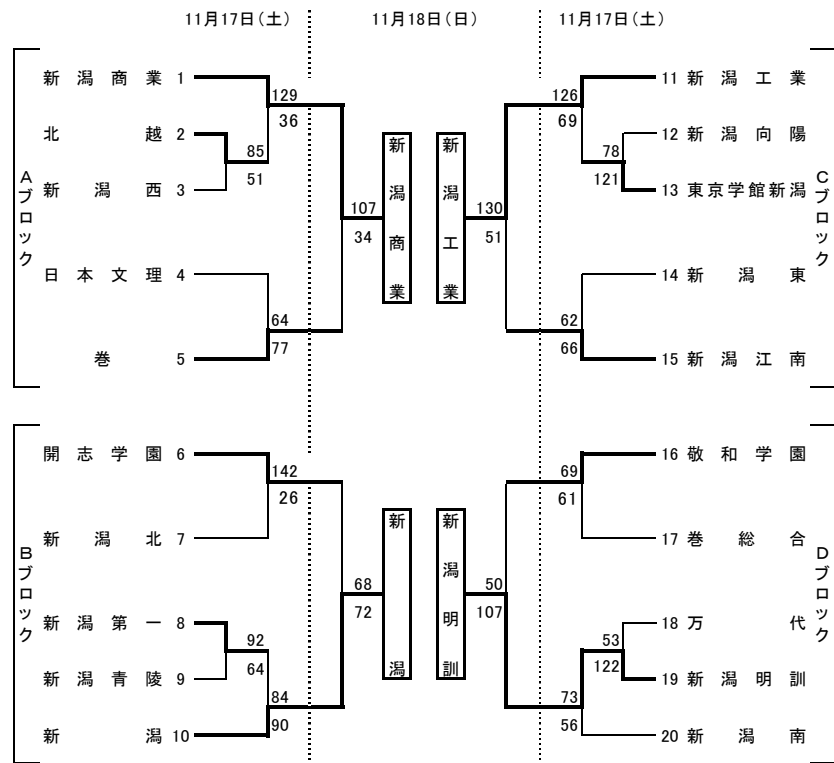 11月17日(土) 11月18日(日) 11月17日(土)
Aブロック
新潟商業 1
北越 2
新潟西 3
日本文理 4
巻 5
129
36
85
51
64
77
107
34
新潟商業
新潟工業
130
51
126
69
78
121
62
66
11 新潟工業
12 新潟向陽
13 東京学館新潟
14 新潟東
15 新潟江南
Cブロック
Bブロック
開志学園 6
新潟北 7
新潟第一 8
新潟青陵 9
新潟 10
142
26
92
64
84
90
68
72
新潟
新潟明訓
50
107
69
61
53
122
73
56
16 敬和学園
17 巻総合
18 万代
19 新潟明訓
20 新潟南
Dブロック